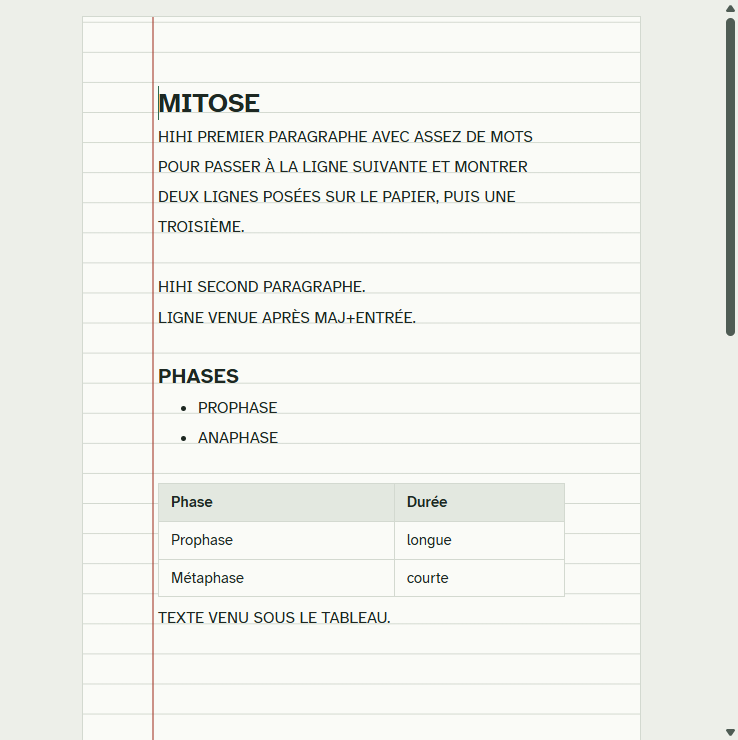 MITOSE
HIHI PREMIER PARAGRAPHE AVEC ASSEZ DE MOTS
POUR PASSER À LA LIGNE SUIVANTE ET MONTRER
DEUX LIGNES POSÉES SUR LE PAPIER, PUIS UNE
TROISIÈME.
HIHI SECOND PARAGRAPHE.
LIGNE VENUE APRÈS MAJ+ENTRÉE.
PHASES
• PROPHASE
• ANAPHASE
Phase Durée
Prophase longue
Métaphase courte
TEXTE VENU SOUS LE TABLEAU.